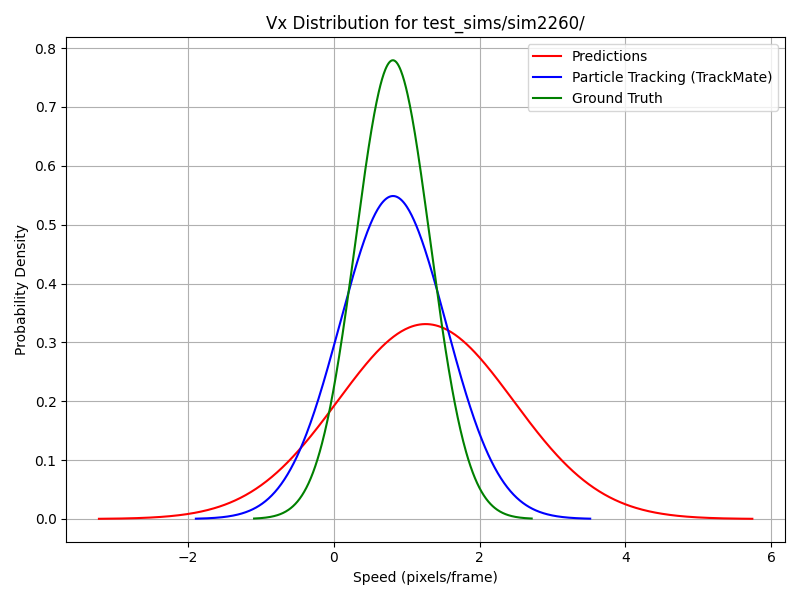 Vx Distribution for test_sims/sim2260/
Predictions
Particle Tracking (TrackMate)
Ground Truth
Probability Density
0.8
0.7
0.6
0.5
0.4
0.3
0.2
0.1
0.0
−2
0
2
4
6
Speed (pixels/frame)